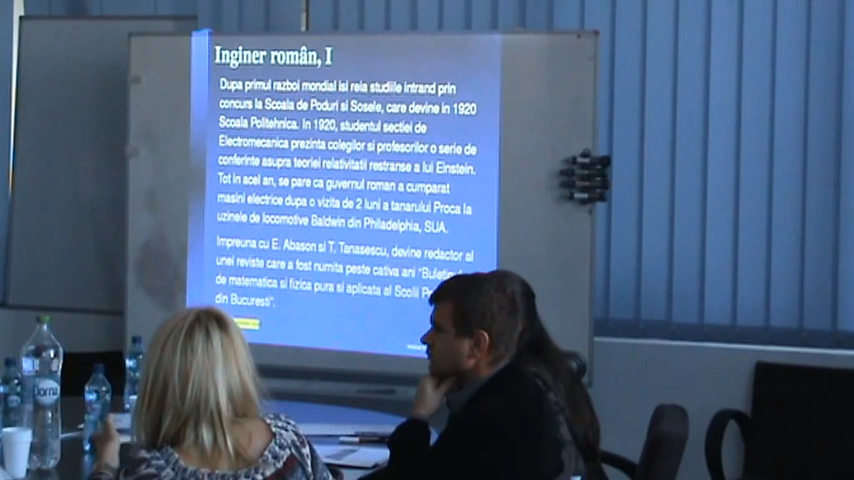 Inginer român, I
Dupa primul razboi mondial isi reia studiile intrand prin
concurs la Scoala de Poduri si Sosele, care devine in 1920
Scoala Politehnica. In 1920, studentul sectiei de
Electromecanica prezinta colegilor si profesorilor o serie de
conferinte asupra teoriei relativitatii restranse a lui Einstein.
Tot in acel an, se pare ca guvernul roman a cumparat
masini electrice dupa o vizita de 2 luni a tanarului Proca la
uzinele de locomotive Baldwin din Philadelphia, SUA.
Impreuna cu E. Abason si T. Tanasescu, devine redactor al
unei reviste care a fost numita peste cativa ani "Buletin
de matematica si fizica pura si aplicata al Scolii
din Bucuresti".
Dorna